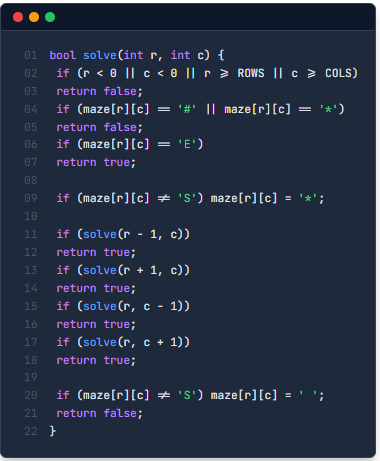 01 bool solve(int r, int c) {
02 if (r < 0 || c < 0 || r >= ROWS || c >= COLS)
03 return false;
04 if (maze[r][c] == '#' || maze[r][c] == '*')
05 return false;
06 if (maze[r][c] == 'E')
07 return true;
08
09 if (maze[r][c] != 'S') maze[r][c] = '*';
10
11 if (solve(r - 1, c))
12 return true;
13 if (solve(r + 1, c))
14 return true;
15 if (solve(r, c - 1))
16 return true;
17 if (solve(r, c + 1))
18 return true;
19
20 if (maze[r][c] != 'S') maze[r][c] = ' ';
21 return false;
22 }